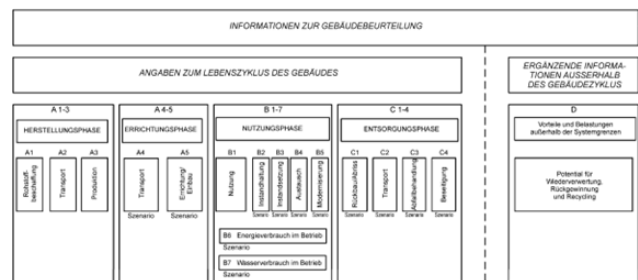 INFORMATIONEN ZUR GEBÄUDEBEURTEILUNG
ANGABEN ZUM LEBENSZYKLUS DES GEBÄUDES
ERGÄNZENDE INFORMA-
TIONEN AUSSERHALB
DES GEBÄUDEZYKLUS
A 1-3
HERSTELLUNGSPHASE
A1
A2
A3
Rohstoff-
beschaffung
Transport
Produktion
A 4-5
ERRICHTUNGSPHASE
A4
A5
Transport
Errichtung/
Einbau
Szenario
Szenario
B 1-7
NUTZUNGSPHASE
B1
B2
B3
B4
B5
Nutzung
Instandhaltung
Instandsetzung
Austausch
Modernisierung
Szenario
Szenario
Szenario
Szenario
B6 Energieverbrauch im Betrieb
Szenario
B7 Wasserverbrauch im Betrieb
Szenario
C 1-4
ENTSORGUNGSPHASE
C1
C2
C3
C4
Rückbau/Abriss
Transport
Abfallbehandlung
Beseitigung
Szenario
Szenario
Szenario
Szenario
D
Vorteile und Belastungen
außerhalb der Systemgrenzen
Potential für
Wiederverwertung,
Rückgewinnung
und Recycling